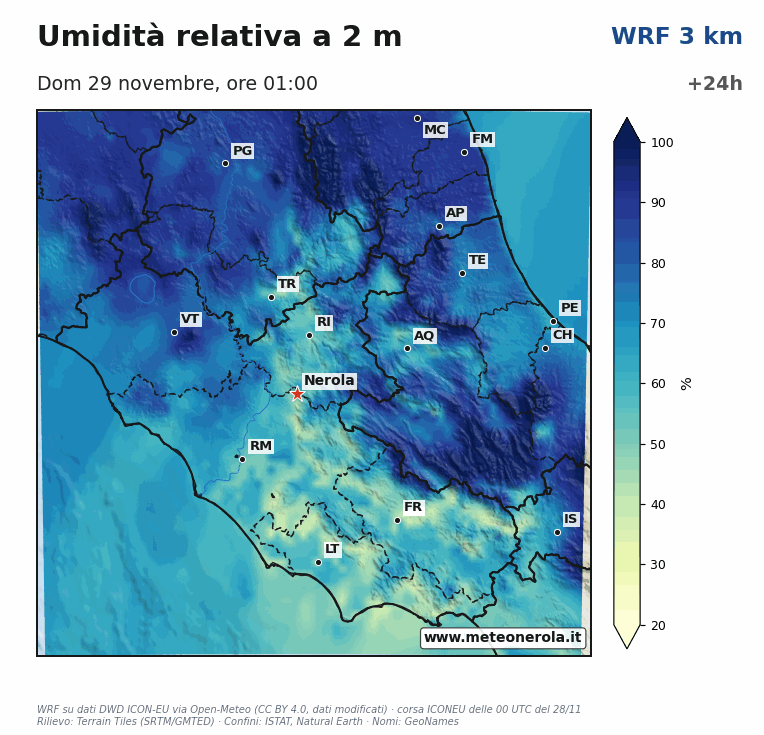 Umidità relativa a 2 m
WRF 3 km
Dom 29 novembre, ore 01:00
+24h
MC
FM
PG
AP
TE
TR
PE
VT
RI
AQ
CH
Nerola
RM
FR
IS
LT
www.meteonerola.it
100
90
80
70
60
50
40
30
20
%
WRF su dati DWD ICON-EU via Open-Meteo (CC BY 4.0, dati modificati) · corsa ICONEU delle 00 UTC del 28/11
Rilievo: Terrain Tiles (SRTM/GMTED) · Confini: ISTAT, Natural Earth · Nomi: GeoNames